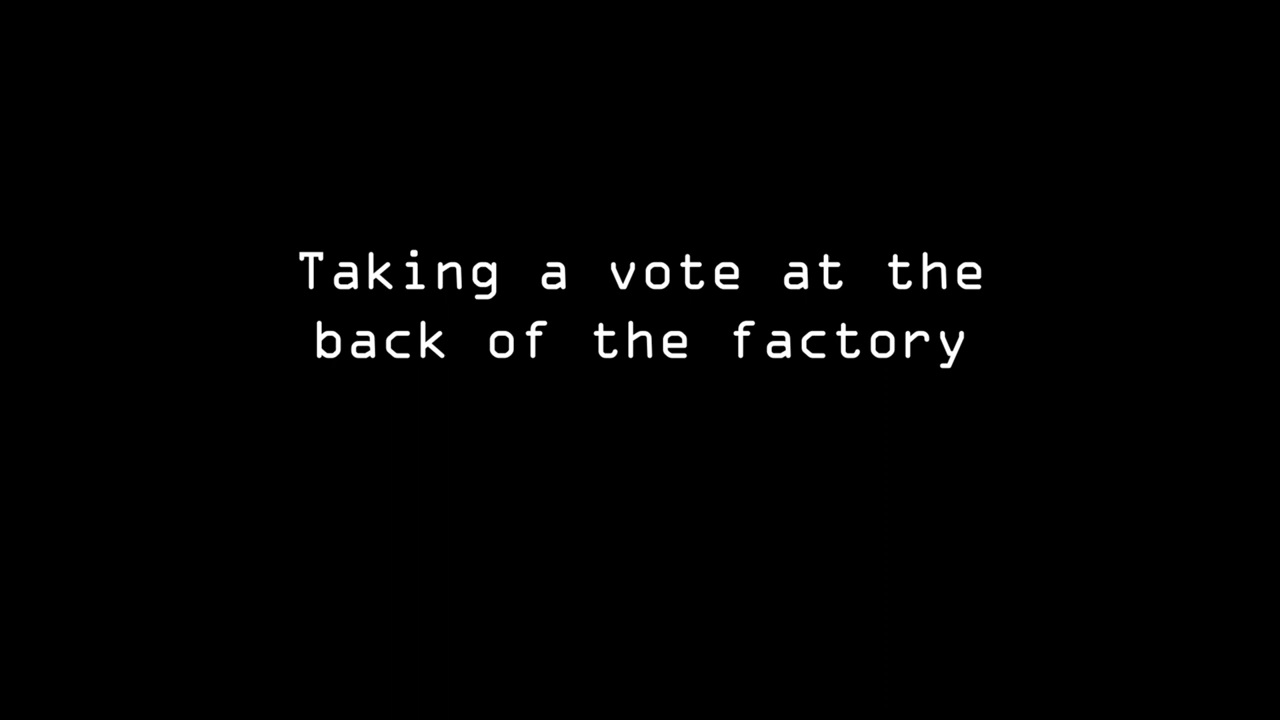 Taking a vote at the
back of the factory